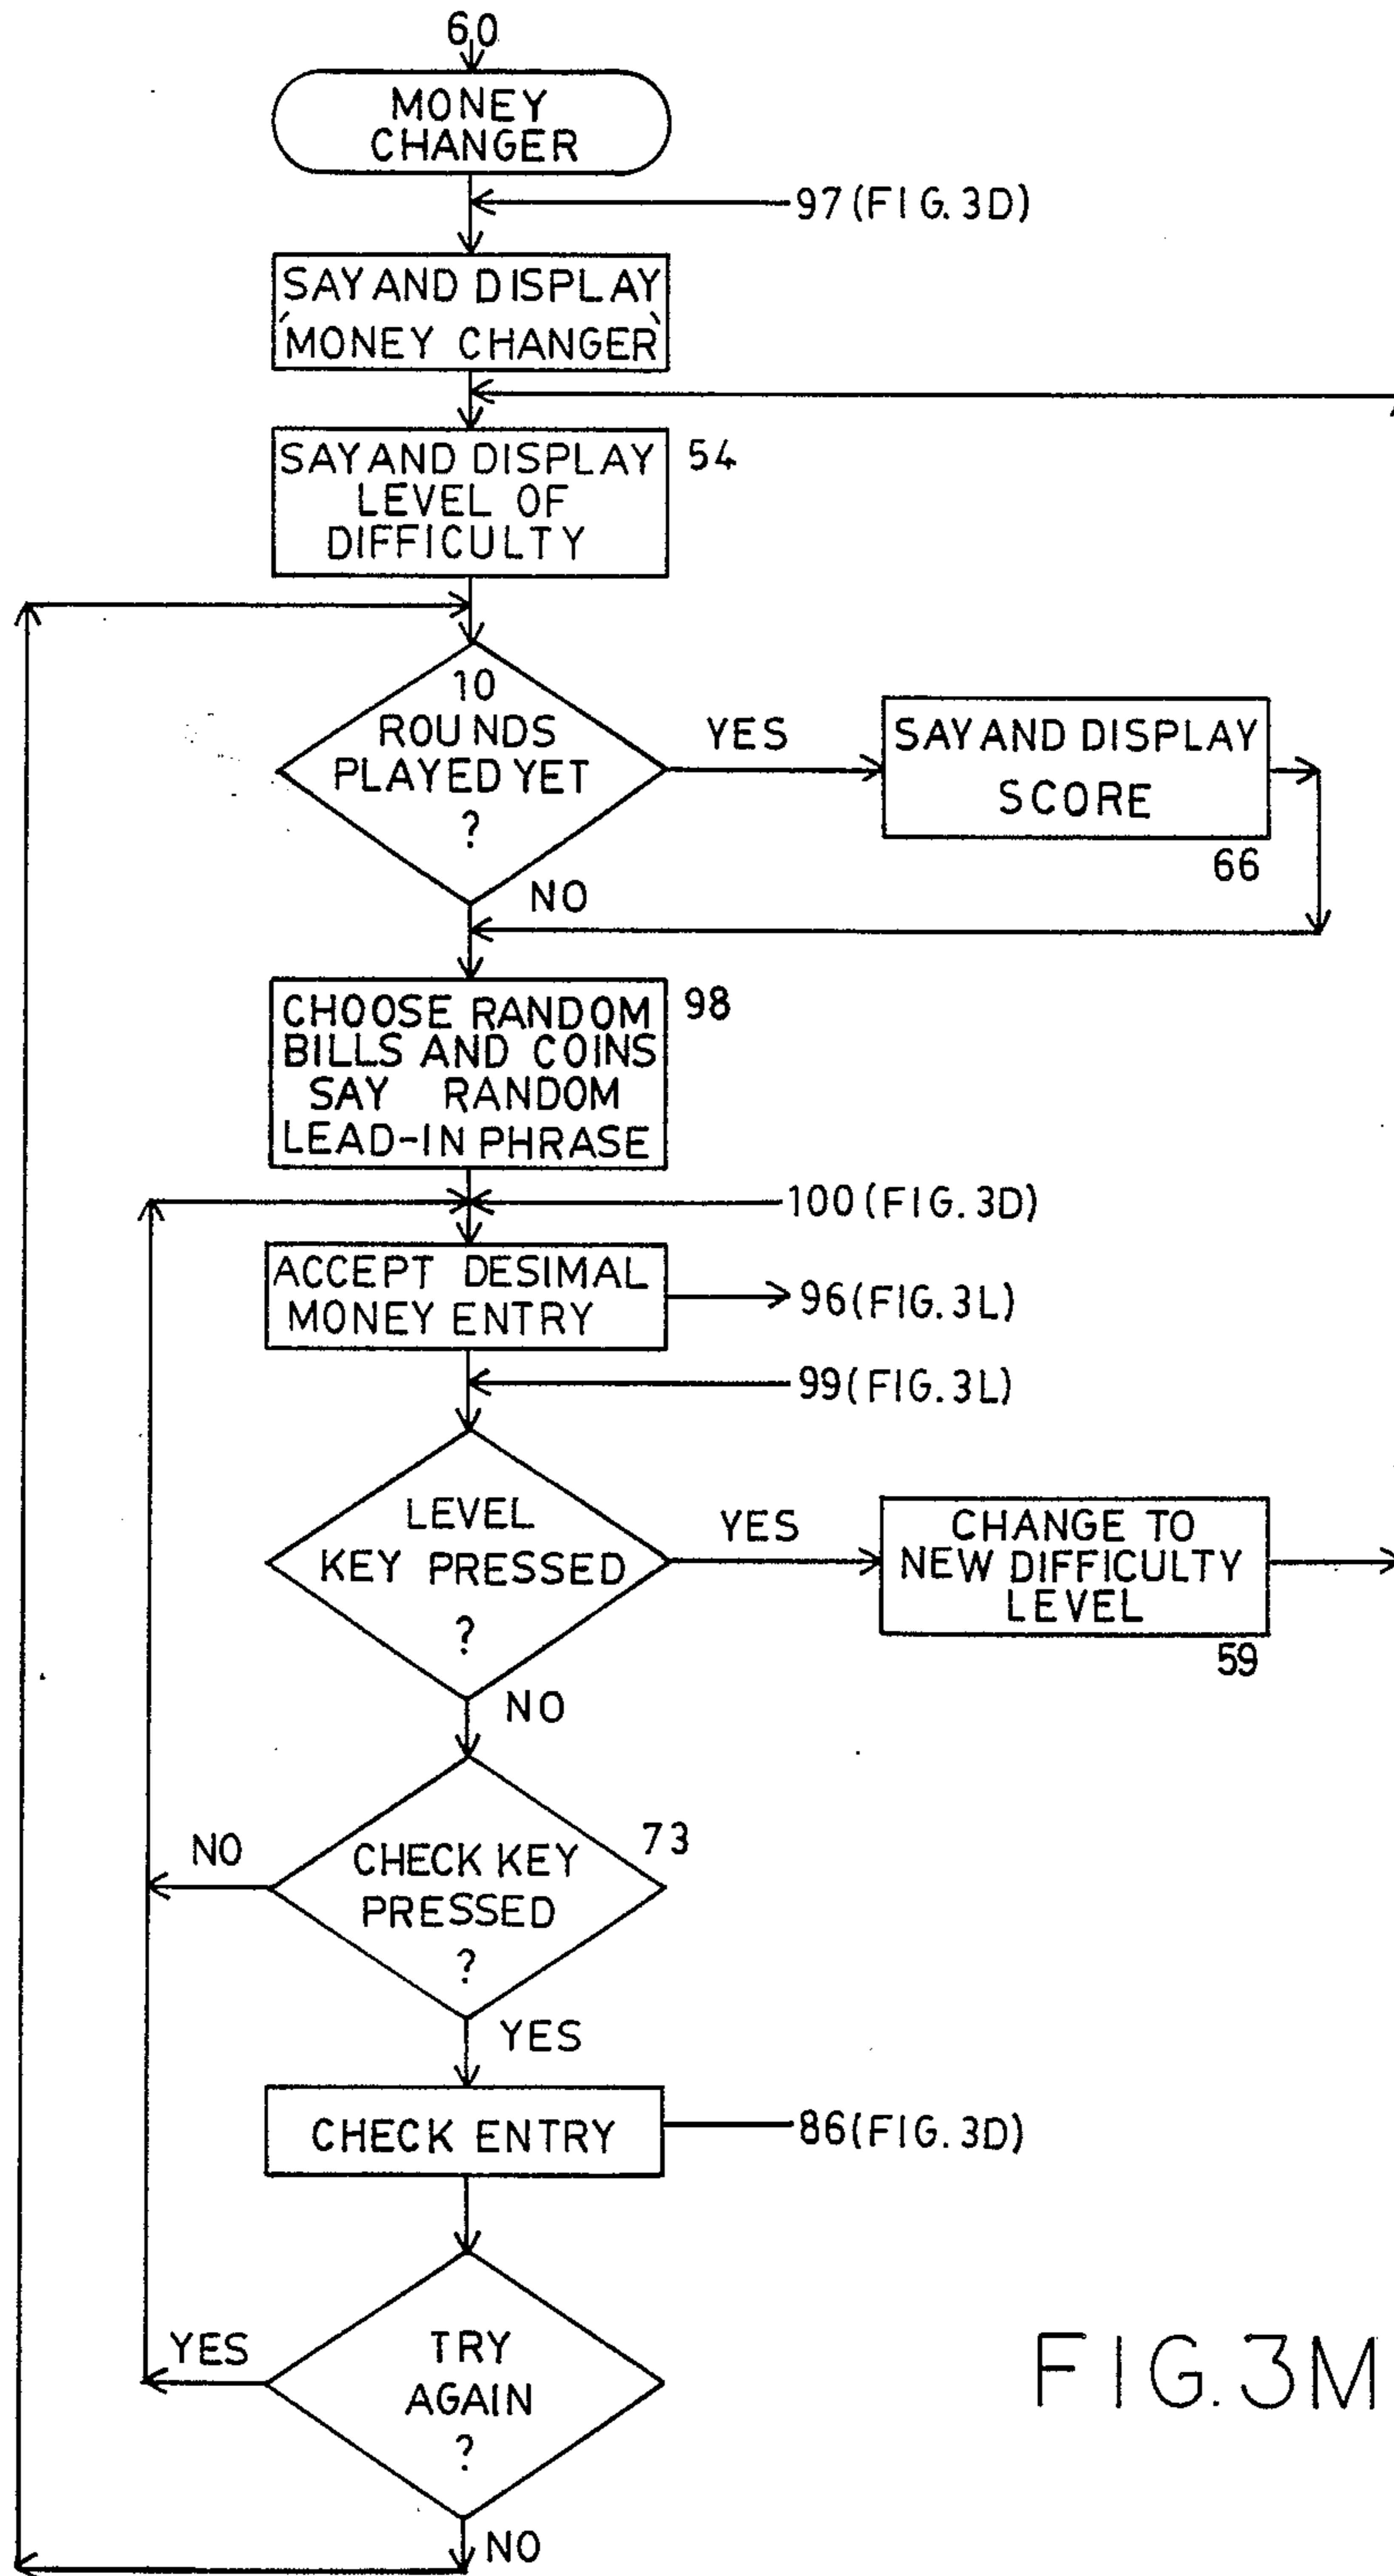 60
MONEY
CHANGER
97 (FIG. 3D)
SAY AND DISPLAY
'MONEY CHANGER'
SAY AND DISPLAY
LEVEL OF
DIFFICULTY
54
10
ROUNDS
PLAYED YET
?
YES
SAY AND DISPLAY
SCORE
66
NO
CHOOSE RANDOM
BILLS AND COINS
SAY RANDOM
LEAD-IN PHRASE
98
100 (FIG. 3D)
ACCEPT DESIMAL
MONEY ENTRY
96 (FIG. 3L)
99 (FIG. 3L)
LEVEL
KEY PRESSED
?
YES
CHANGE TO
NEW DIFFICULTY
LEVEL
59
NO
CHECK KEY
PRESSED
?
73
NO
YES
CHECK ENTRY
86 (FIG. 3D)
TRY
AGAIN
?
YES
NO
FIG. 3M